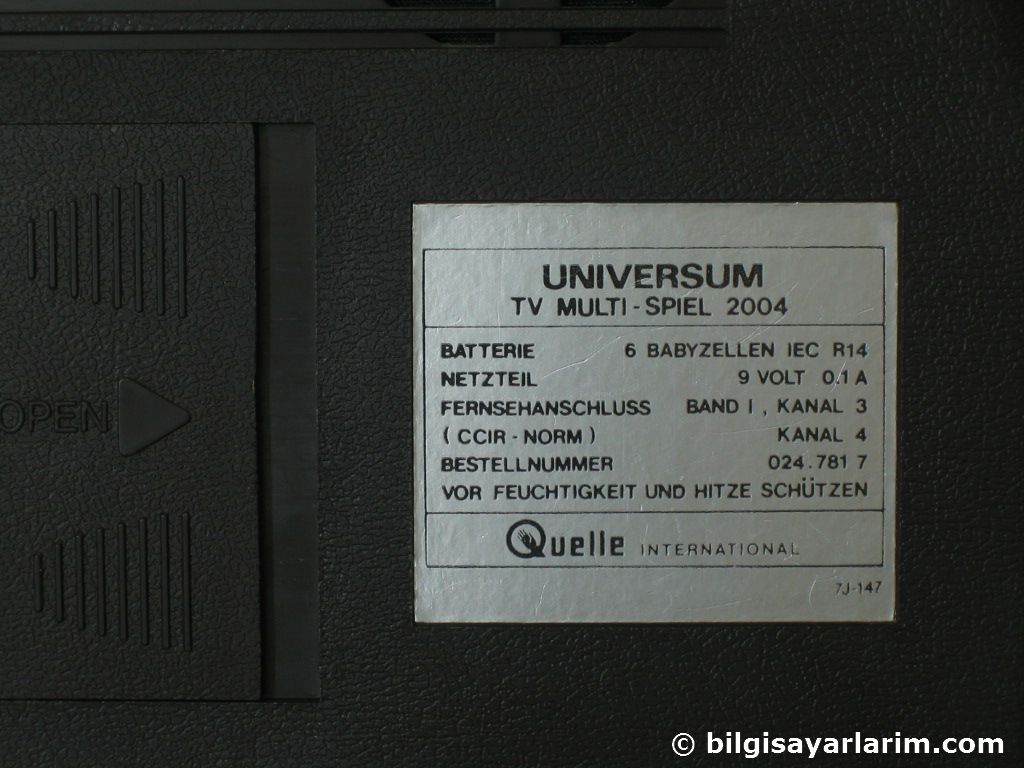 OPEN
UNIVERSUM
TV MULTI-SPIEL 2004
BATTERIE 6 BABYZELLEN IEC R14
NETZTEIL 9 VOLT 0.1 A
FERNSEHANSCHLUSS BAND I, KANAL 3
(CCIR-NORM) KANAL 4
BESTELLNUMMER 024.781 7
VOR FEUCHTIGKEIT UND HITZE SCHÜTZEN
Quelle INTERNATIONAL
7J-147
© bilgisayarlarim.com